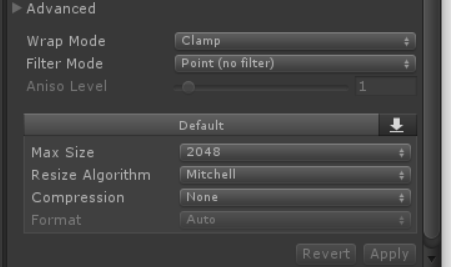 Advanced
Wrap Mode Clamp
Filter Mode Point (no filter)
Aniso Level 1
Default
Max Size 2048
Resize Algorithm Mitchell
Compression None
Format Auto
Revert Apply